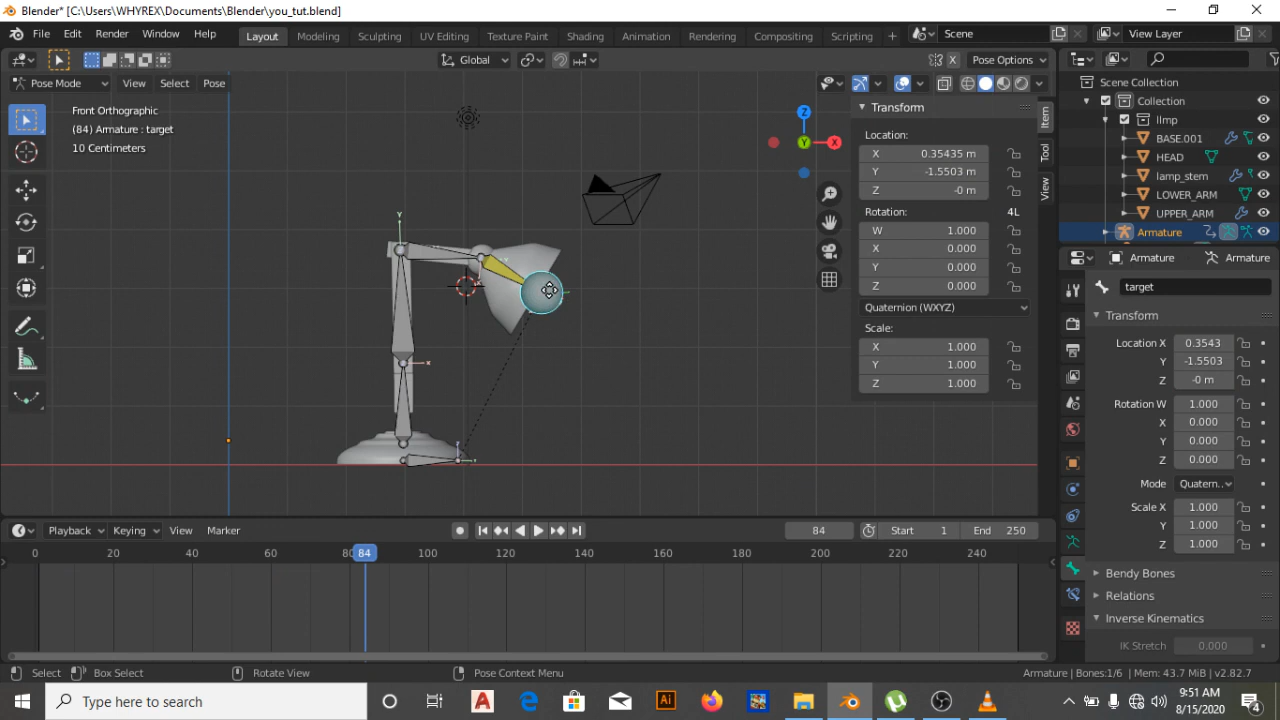 Blender* [C:\Users\WHYREX\Documents\Blender\you_tut.blend]
File Edit Render Window Help Layout Modeling Sculpting UV Editing Texture Paint Shading Animation Rendering Compositing Scripting + Scene View Layer
Global X Pose Options
Pose Mode View Select Pose
Front Orthographic
(84) Armature : target
10 Centimeters
Y
X
Z
Y
X
Transform
Location:
X 0.35435 m
Y -1.5503 m
Z -0 m
Rotation: 4L
W 1.000
X 0.000
Y 0.000
Z 0.000
Quaternion (WXYZ)
Scale:
X 1.000
Y 1.000
Z 1.000
Item
Tool
View
Scene Collection
Collection
llmp
BASE.001
HEAD
lamp_stem
LOWER_ARM
UPPER_ARM
Armature
Armature Armature
target
Transform
Location X 0.3543
Y -1.5503
Z -0 m
Rotation W 1.000
X 0.000
Y 0.000
Z 0.000
Mode Quatern..
Scale X 1.000
Y 1.000
Z 1.000
Bendy Bones
Relations
Inverse Kinematics
IK Stretch 0.000
Playback Keying View Marker 84 Start 1 End 250
0 20 40 60 80 84 100 120 140 160 180 200 220 240
Select Box Select Rotate View Pose Context Menu Armature | Bones:1/6 | Mem: 43.7 MiB | v2.82.7
Type here to search
Ai
9:51 AM
8/15/2020
4